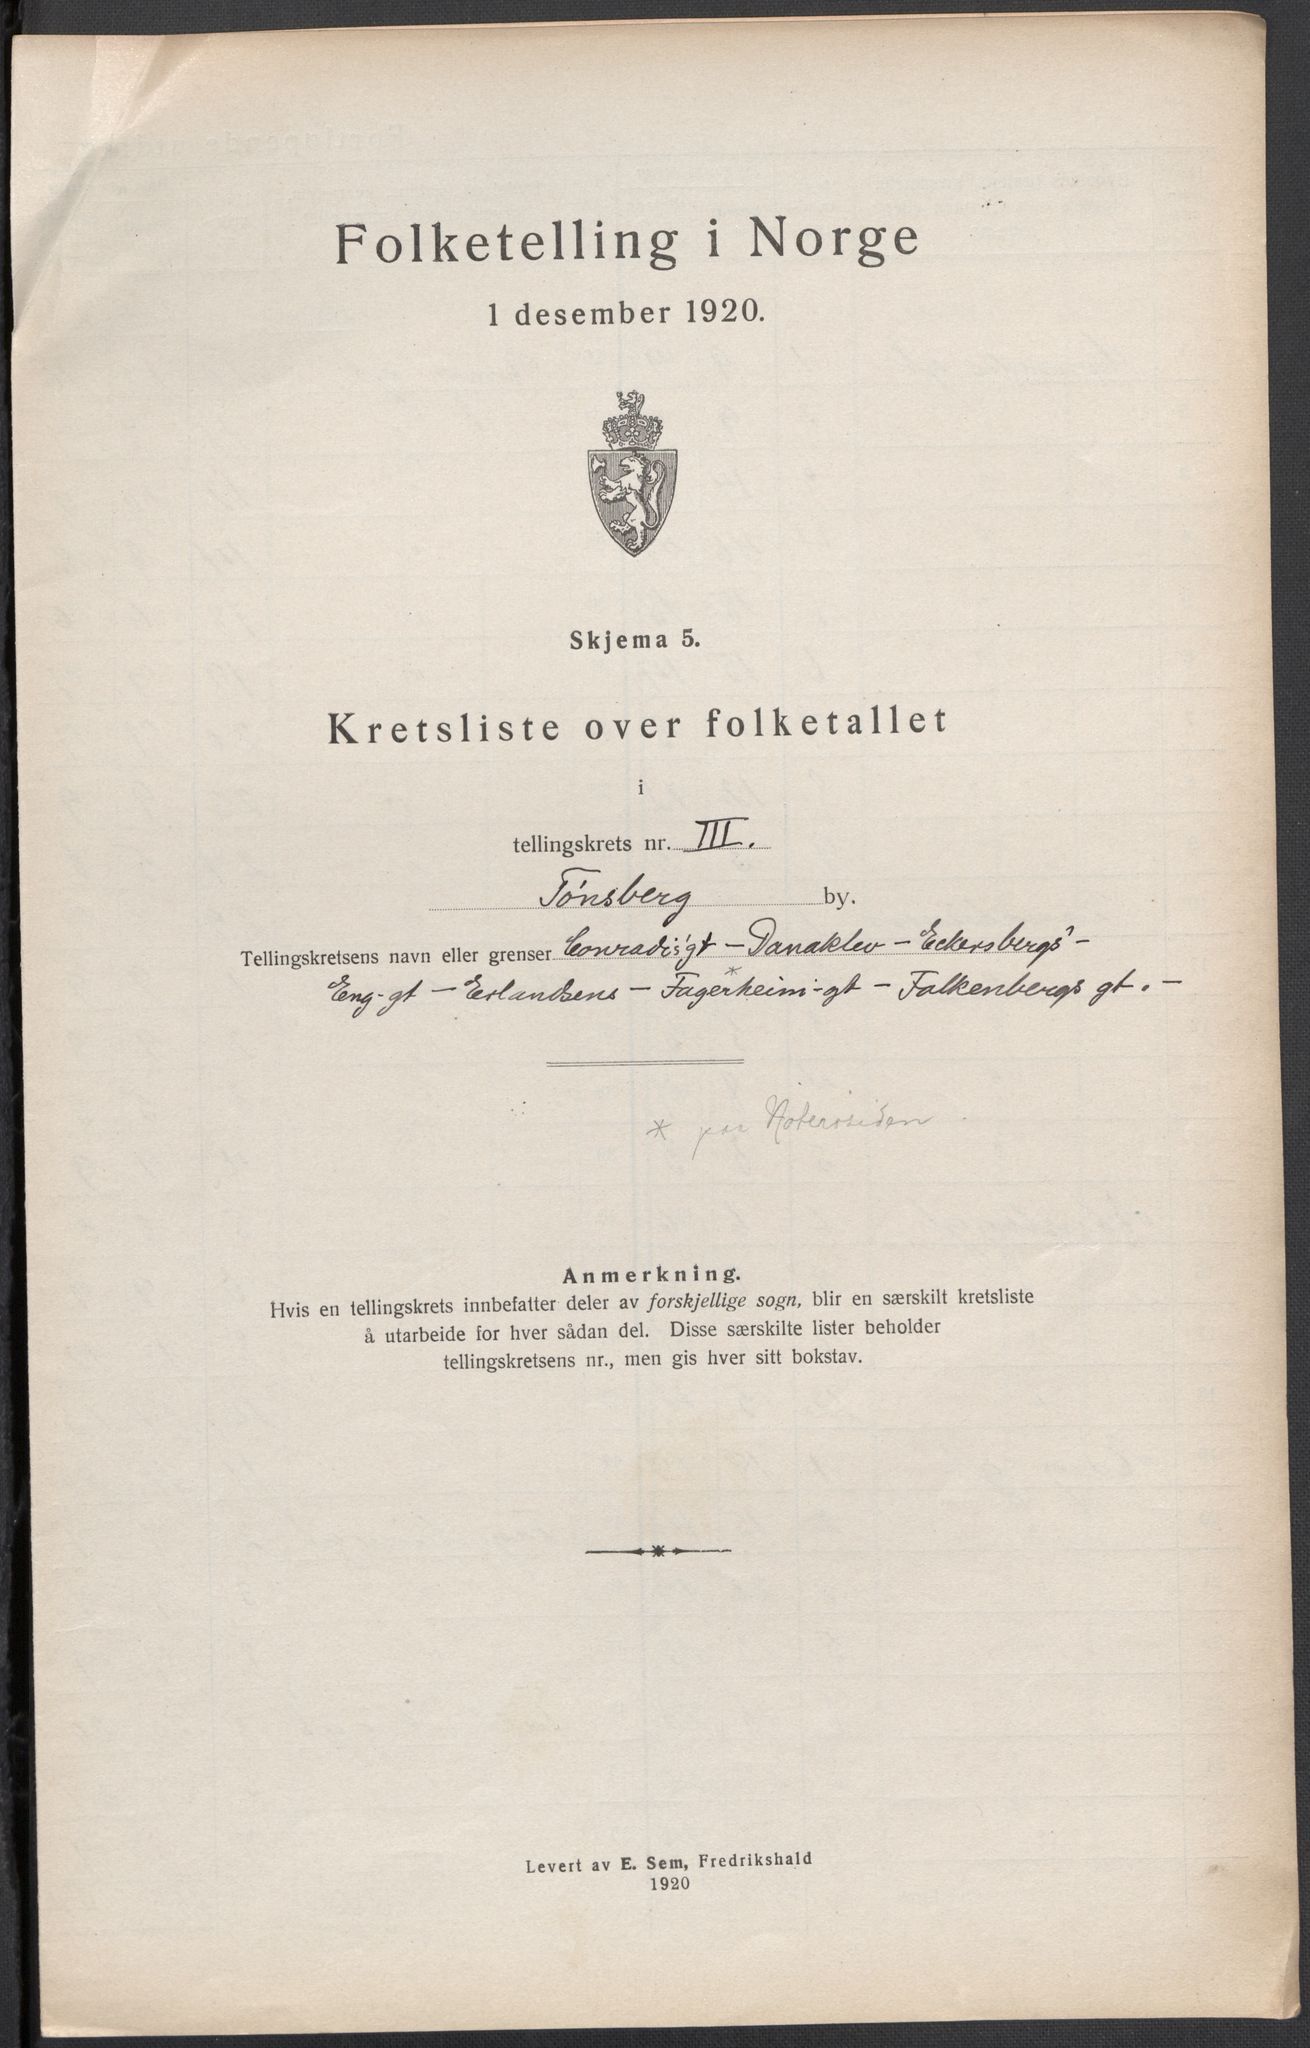 Folketelling i Norge
1 desember 1920.
Skjema 5.
Kretsliste over folketallet
i
tellingskrets nr. III.
Tønsberg by.
Tellingskretsens navn eller grenser Conradis'gt – Danaklev – Eckersbergs' –
Eng-gt – Erlandsens – Fagerheim-gt – Falkenbergs gt. –
*
* paa Nøterøsiden
Anmerkning.
Hvis en tellingskrets innbefatter deler av forskjellige sogn, blir en særskilt kretsliste
å utarbeide for hver sådan del. Disse særskilte lister beholder
tellingskretsens nr., men gis hver sitt bokstav.
Levert av E. Sem, Fredrikshald
1920